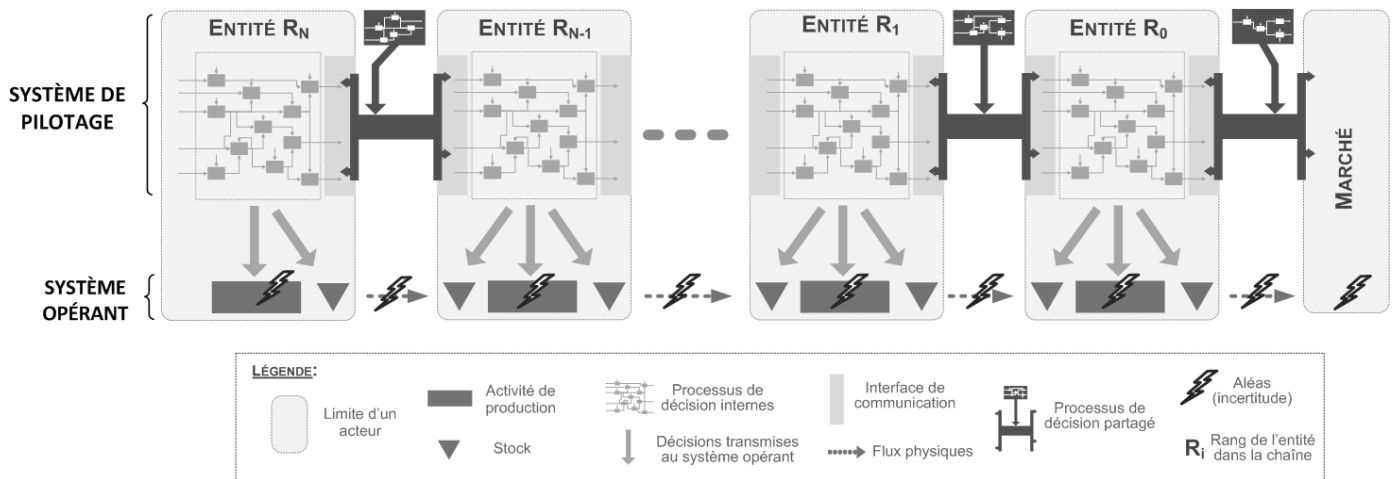 ENTITÉ RN
ENTITÉ RN-1
ENTITÉ R1
ENTITÉ R0
SYSTÈME DE
PILOTAGE
MARCHÉ
SYSTÈME
OPÉRANT
LÉGENDE:
Limite d'un
acteur
Activité de
production
Stock
Processus de
décision internes
Décisions transmises
au système opérant
Interface de
communication
Flux physiques
Processus de
décision partagé
Aléas
(incertitude)
Ri Rang de l'entité
dans la chaîne